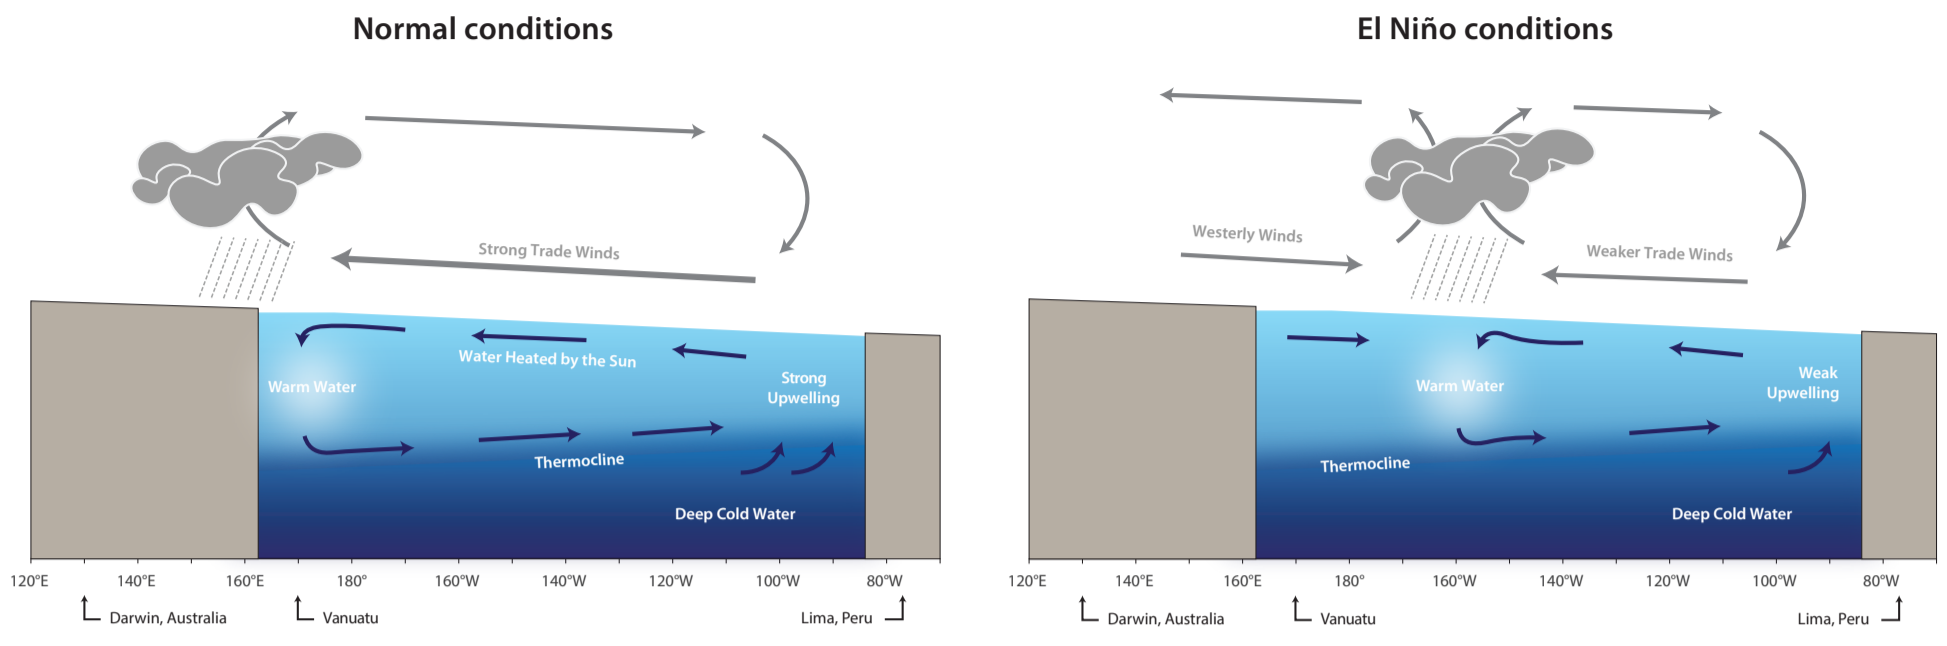 Normal conditions
Strong Trade Winds
Water Heated by the Sun
Warm Water
Strong
Upwelling
Thermocline
Deep Cold Water
120°E 140°E 160°E 180° 160°W 140°W 120°W 100°W 80°W
Darwin, Australia Vanuatu Lima, Peru
El Niño conditions
Westerly Winds
Weaker Trade Winds
Warm Water
Weak
Upwelling
Thermocline
Deep Cold Water
120°E 140°E 160°E 180° 160°W 140°W 120°W 100°W 80°W
Darwin, Australia Vanuatu Lima, Peru